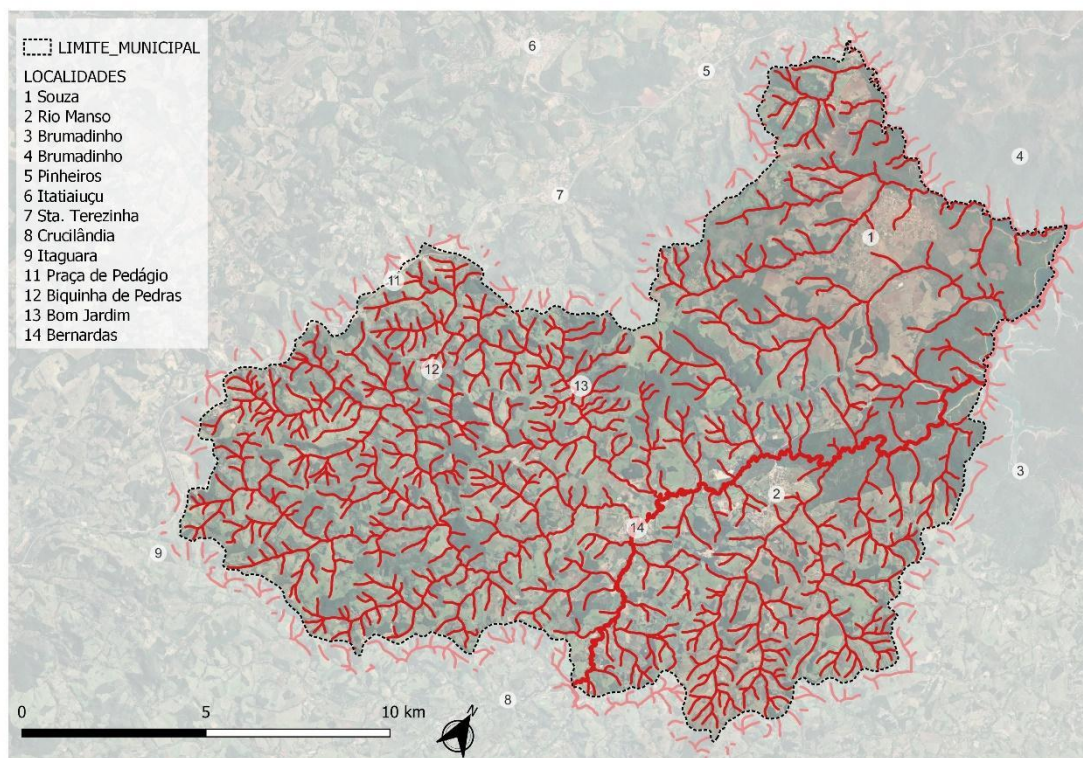 LIMITE_MUNICIPAL
LOCALIDADES
1 Souza
2 Rio Manso
3 Brumadinho
4 Brumadinho
5 Pinheiros
6 Itatiaiuçu
7 Sta. Terezinha
8 Crucilândia
9 Itaguara
11 Praça de Pedágio
12 Biquinha de Pedras
13 Bom Jardim
14 Bernardas
6
5
4
7
1
11
12
13
3
2
14
9
8
0 5 10 km
N